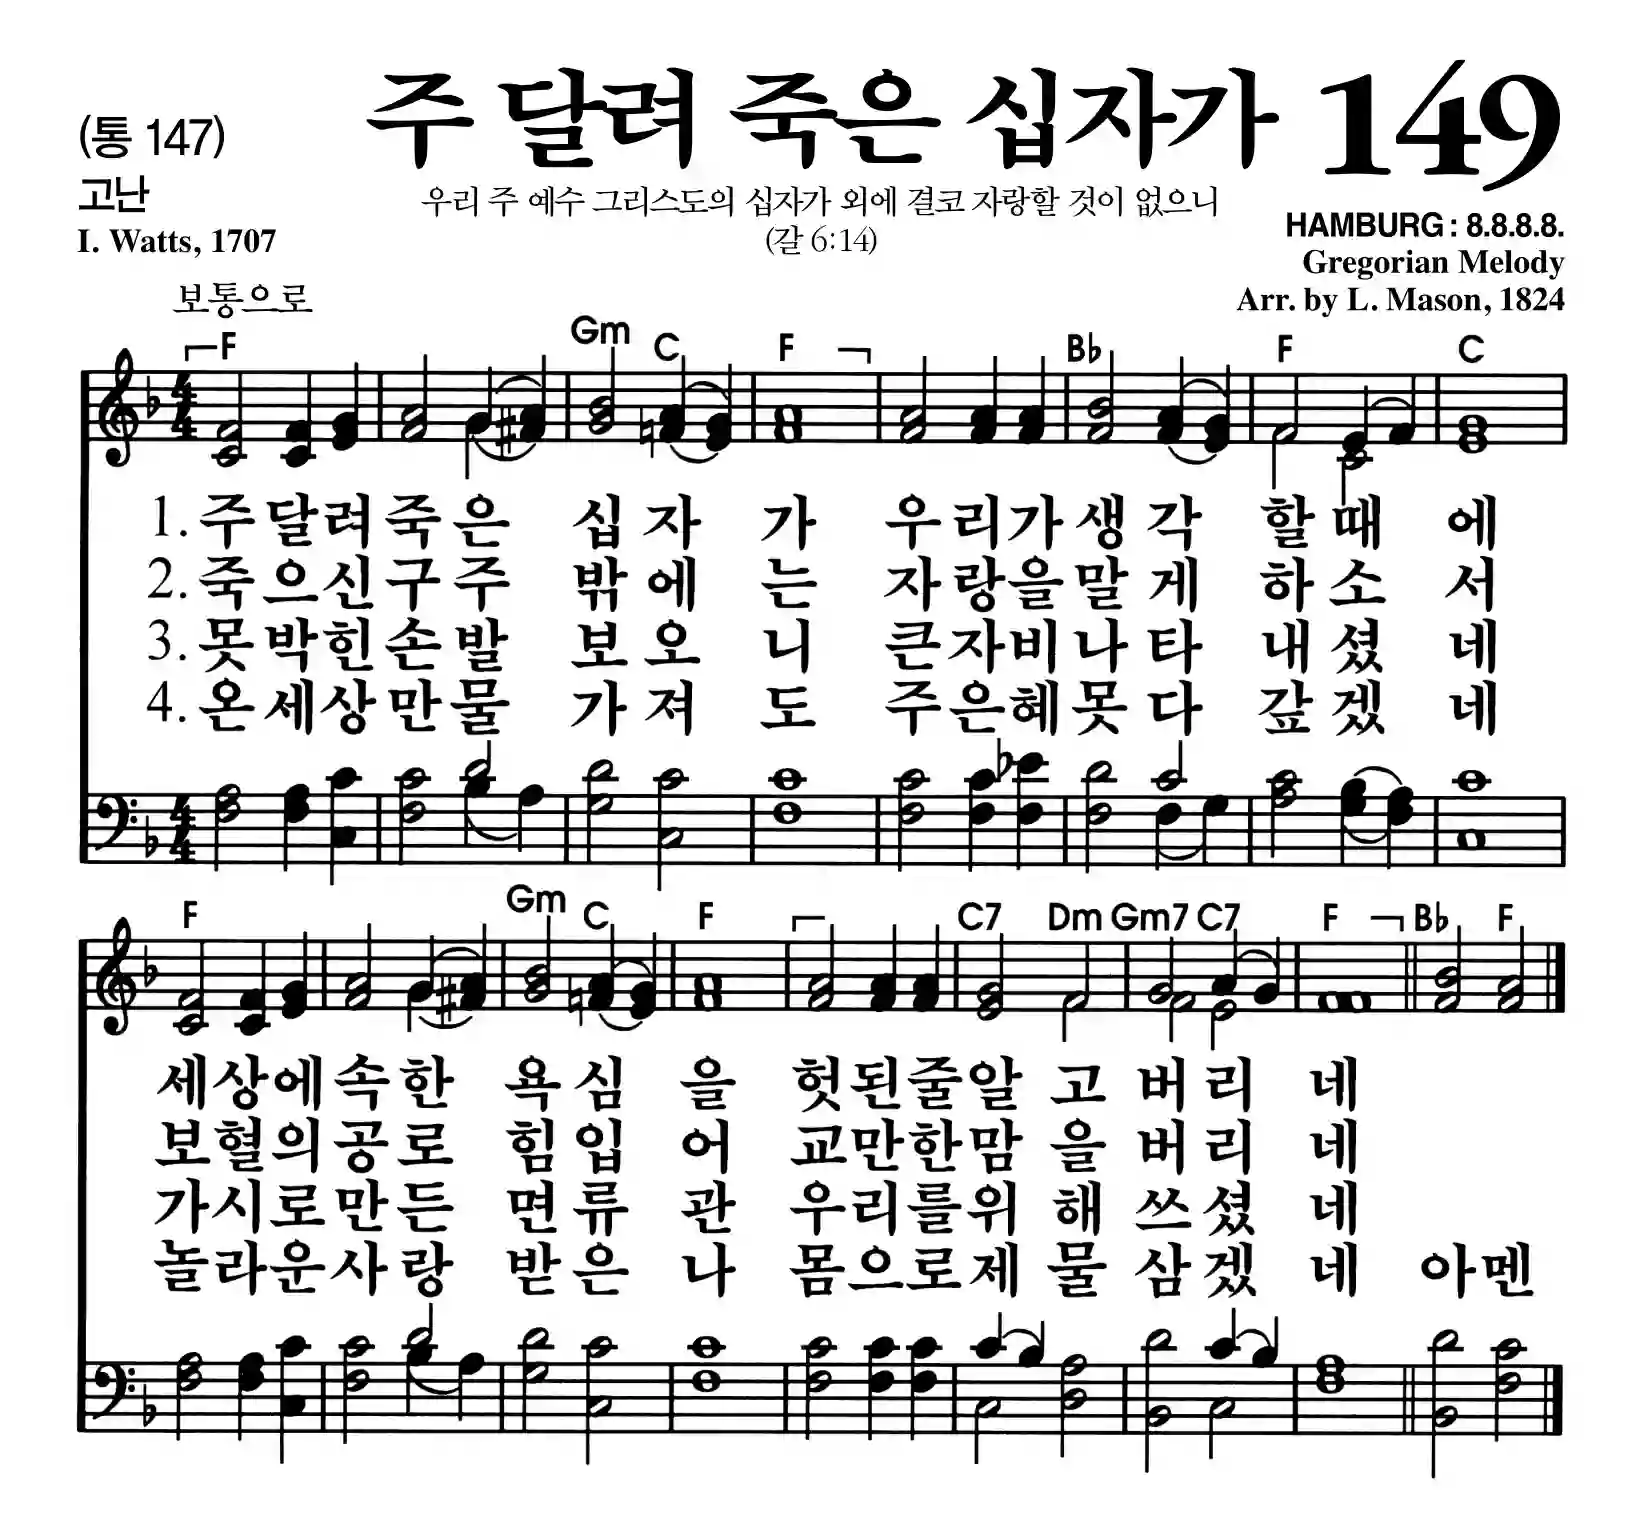 (통 147)
주 달려 죽은 십자가 149
고난
우리 주 예수 그리스도의 십자가 외에 결코 자랑할 것이 없으니
(갈 6:14)
I. Watts, 1707
HAMBURG : 8.8.8.8.
Gregorian Melody
Arr. by L. Mason, 1824
보통으로
F Gm C F B♭ F C
4 4
1. 주 달 려 죽 은 십 자 가 우 리 가 생 각 할 때 에
2. 죽 으 신 구 주 밖 에 는 자 랑 을 말 게 하 소 서
3. 못 박 힌 손 발 보 오 니 큰 자 비 나 타 내 셨 네
4. 온 세 상 만 물 가 져 도 주 은 혜 못 다 갚 겠 네
4 4
F Gm C F C7 Dm Gm7 C7 F B♭ F
세 상 에 속 한 욕 심 을 헛 된 줄 알 고 버 리 네
보 혈 의 공 로 힘 입 어 교 만 한 맘 을 버 리 네
가 시 로 만 든 면 류 관 우 리 를 위 해 쓰 셨 네
놀 라 운 사 랑 받 은 나 몸 으 로 제 물 삼 겠 네 아 멘